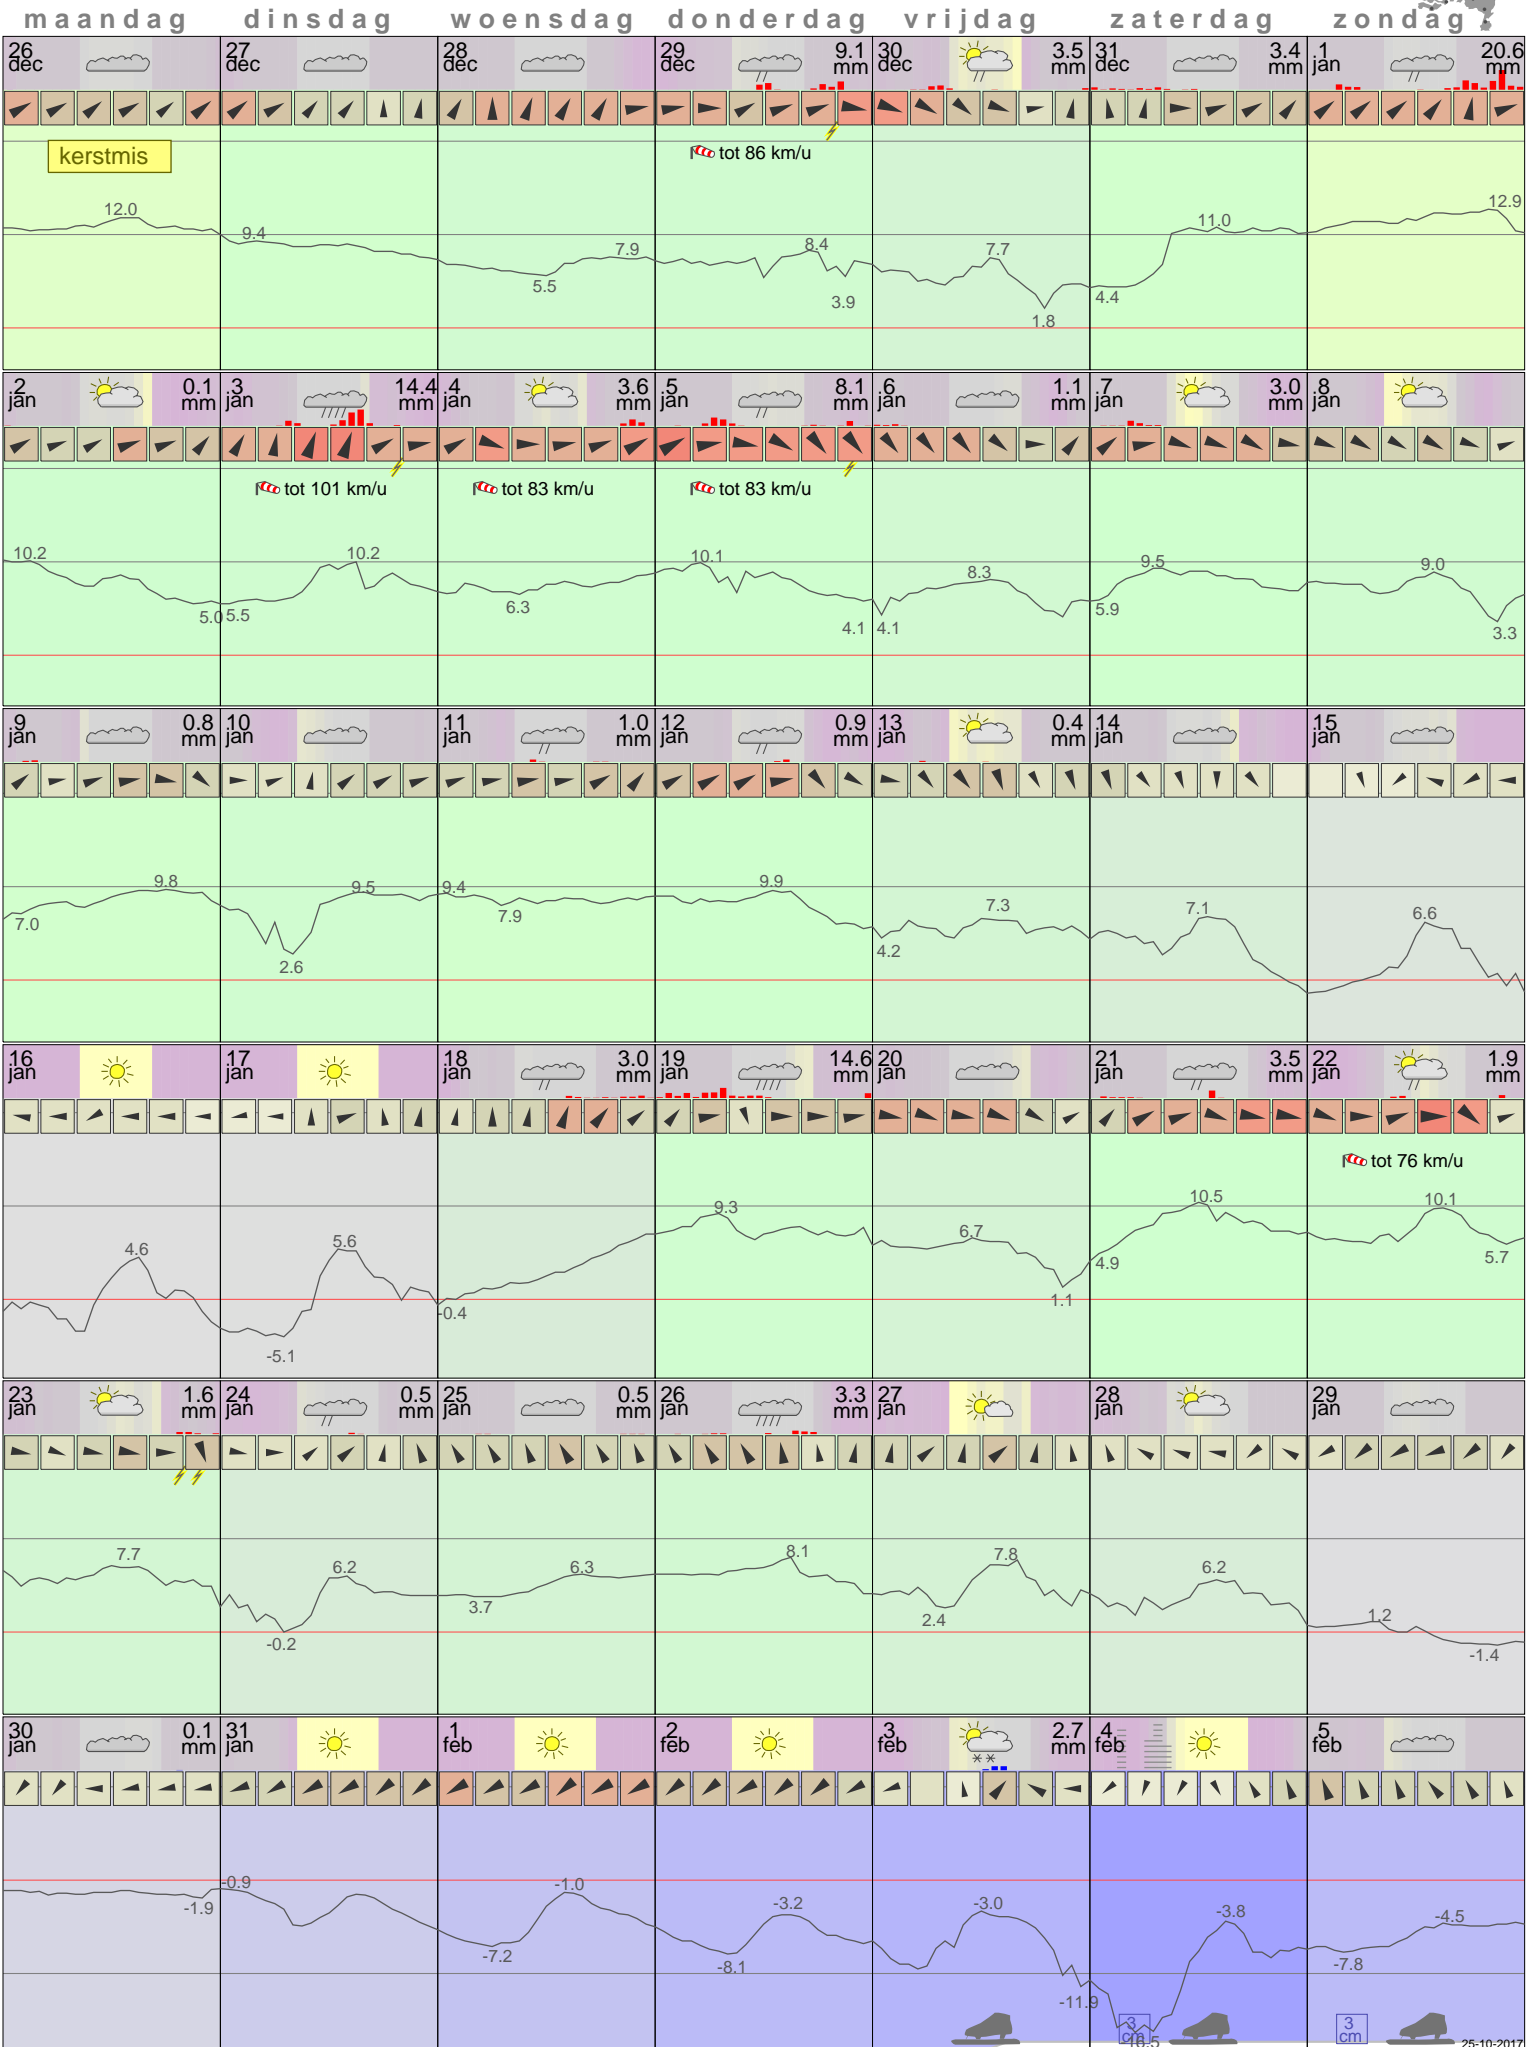 maandag dinsdag woensdag donderdag vrijdag zaterdag zondag
26 27 28 29 9.1 30 3.5 31 3.4 1 20.6
dec dec dec dec mm dec mm dec mm jan mm
kerstmis
tot 86 km/u
12.0 9.4 5.5 7.9 8.4 3.9 7.7 1.8 4.4 11.0 12.9
2 0.1 3 14.4 4 3.6 5 8.1 6 1.1 7 3.0 8
jan mm jan mm jan mm jan mm jan mm jan mm jan
tot 101 km/u tot 83 km/u tot 83 km/u
10.2 5.0 5.5 10.2 6.3 10.1 4.1 4.1 8.3 5.9 9.5 9.0 3.3
9 0.8 10 11 1.0 12 0.9 13 0.4 14 15
jan mm jan jan mm jan mm jan mm jan jan
7.0 9.8 2.6 9.5 9.4 7.9 9.9 4.2 7.3 7.1 6.6
16 17 18 3.0 19 14.6 20 21 3.5 22 1.9
jan jan jan mm jan mm jan jan mm jan mm
tot 76 km/u
4.6 -5.1 5.6 -0.4 9.3 6.7 1.1 4.9 10.5 10.1 5.7
23 1.6 24 0.5 25 0.5 26 3.3 27 28 29
jan mm jan mm jan mm jan mm jan jan jan
7.7 -0.2 6.2 3.7 6.3 8.1 2.4 7.8 6.2 1.2 -1.4
30 0.1 31 1 2 3 2.7 4 5
jan mm jan feb feb feb mm feb feb
-1.9 -0.9 -7.2 -1.0 -8.1 -3.2 -3.0 -11.9 -16.5 -3.8 -7.8 -4.5
3 3
cm cm
25-10-2017